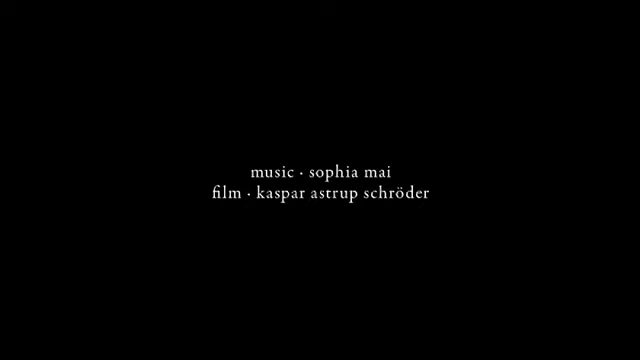 music · sophia mai
film · kaspar astrup schröder